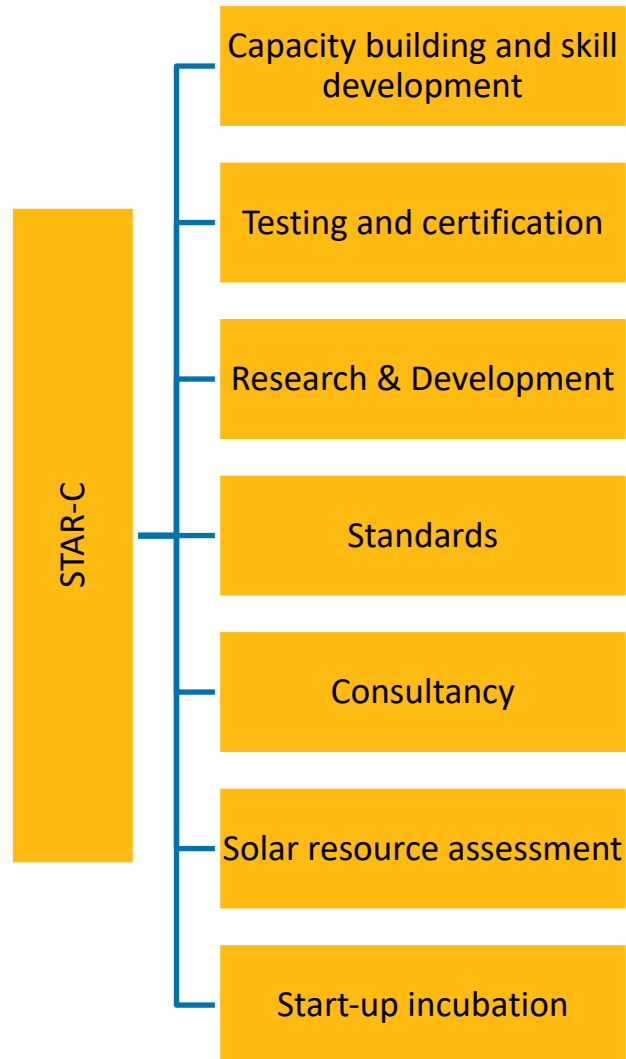 STAR-C
Capacity building and skill
development
Testing and certification
Research & Development
Standards
Consultancy
Solar resource assessment
Start-up incubation